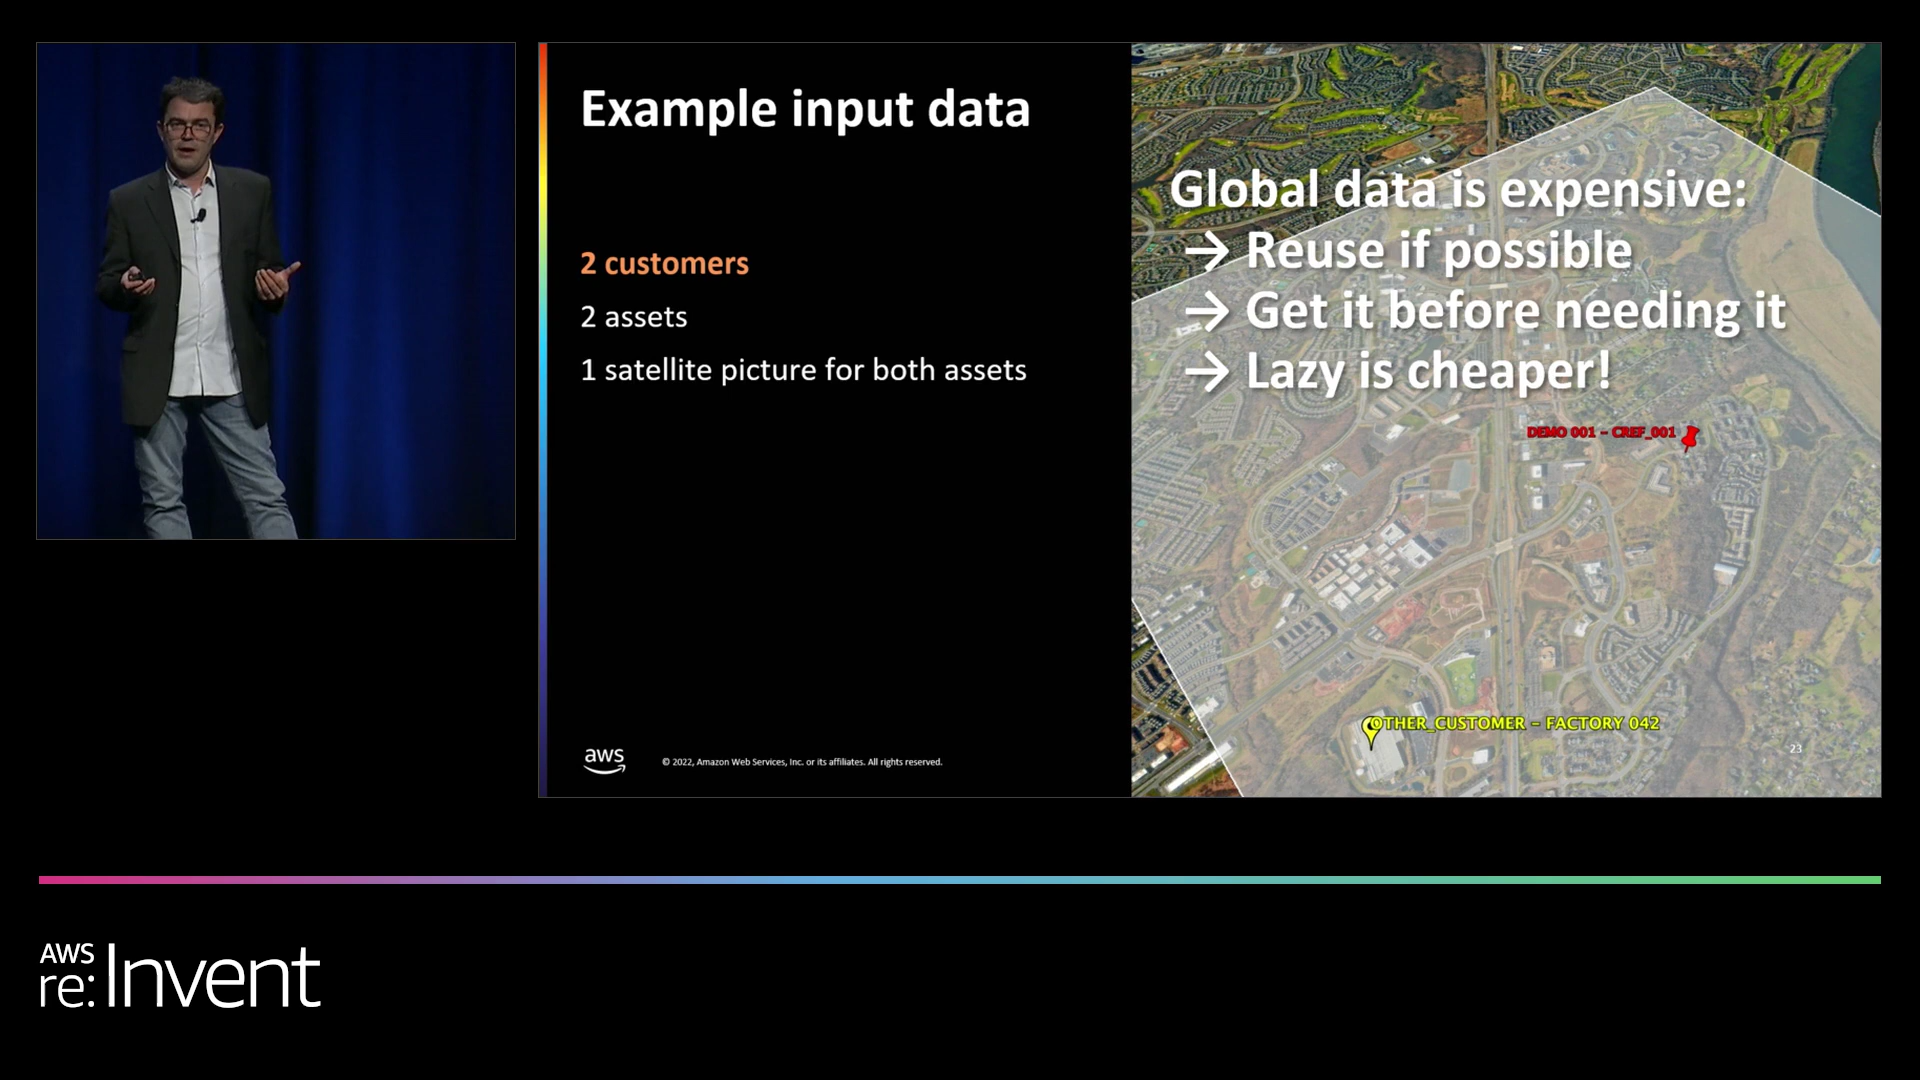 Example input data
2 customers
2 assets
1 satellite picture for both assets
Global data is expensive:
→ Reuse if possible
→ Get it before needing it
→ Lazy is cheaper!
DEMO 001 - CREF_001
OTHER_CUSTOMER - FACTORY 042
aws
© 2022, Amazon Web Services, Inc. or its affiliates. All rights reserved.
23
AWS
re:Invent